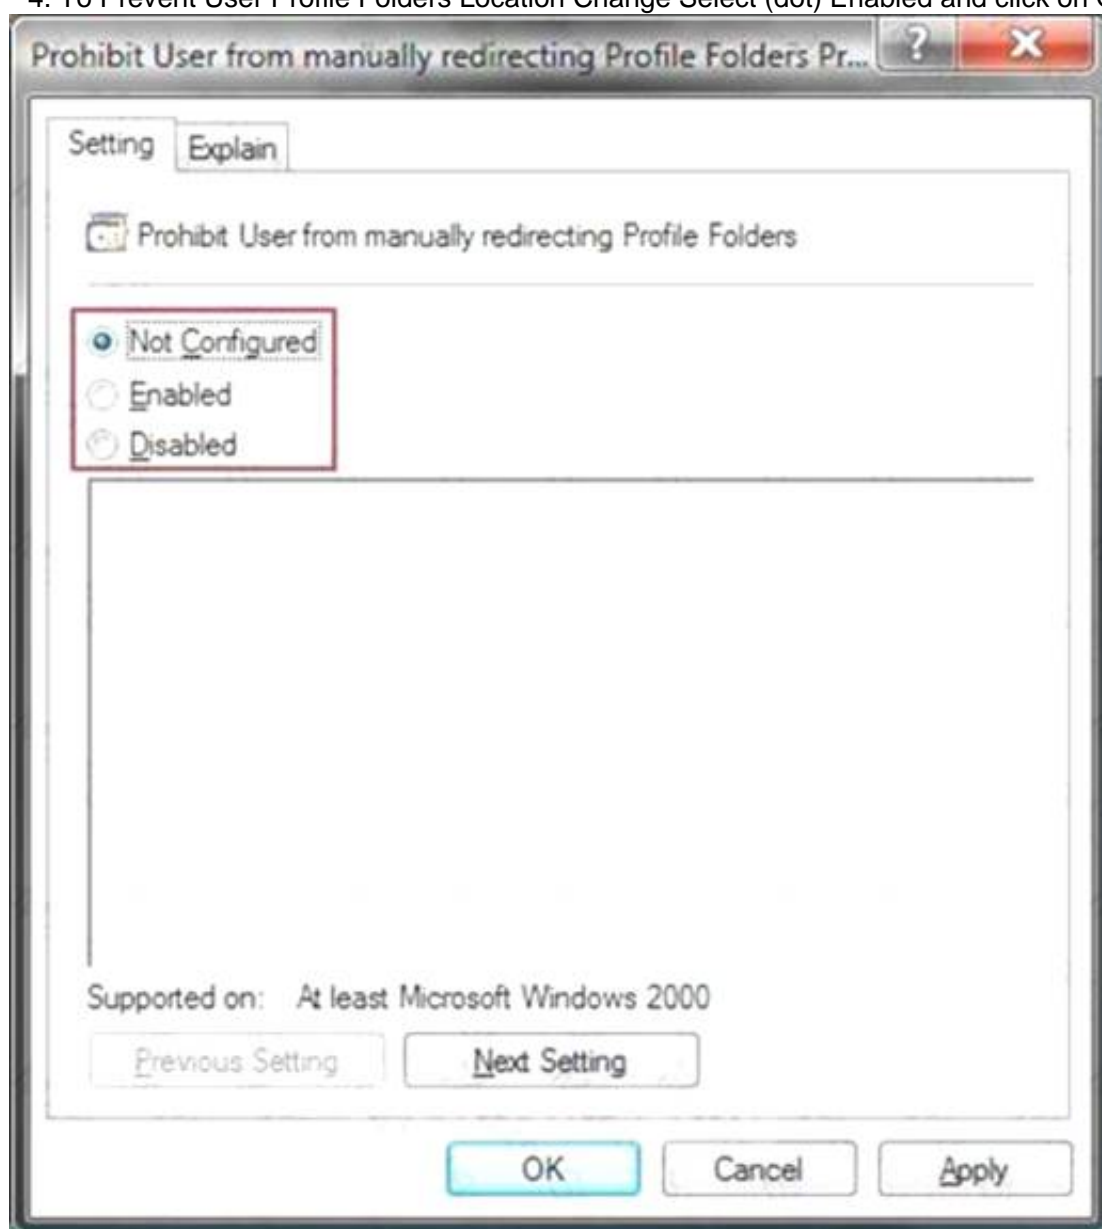 4. To Prevent User Profile Folders Location Change Select (dot) Enabled and click on
Prohibit User from manually redirecting Profile Folders Pr...
Setting Explain
Prohibit User from manually redirecting Profile Folders
Not Configured
Enabled
Disabled
Supported on: At least Microsoft Windows 2000
Previous Setting Next Setting
OK Cancel Apply